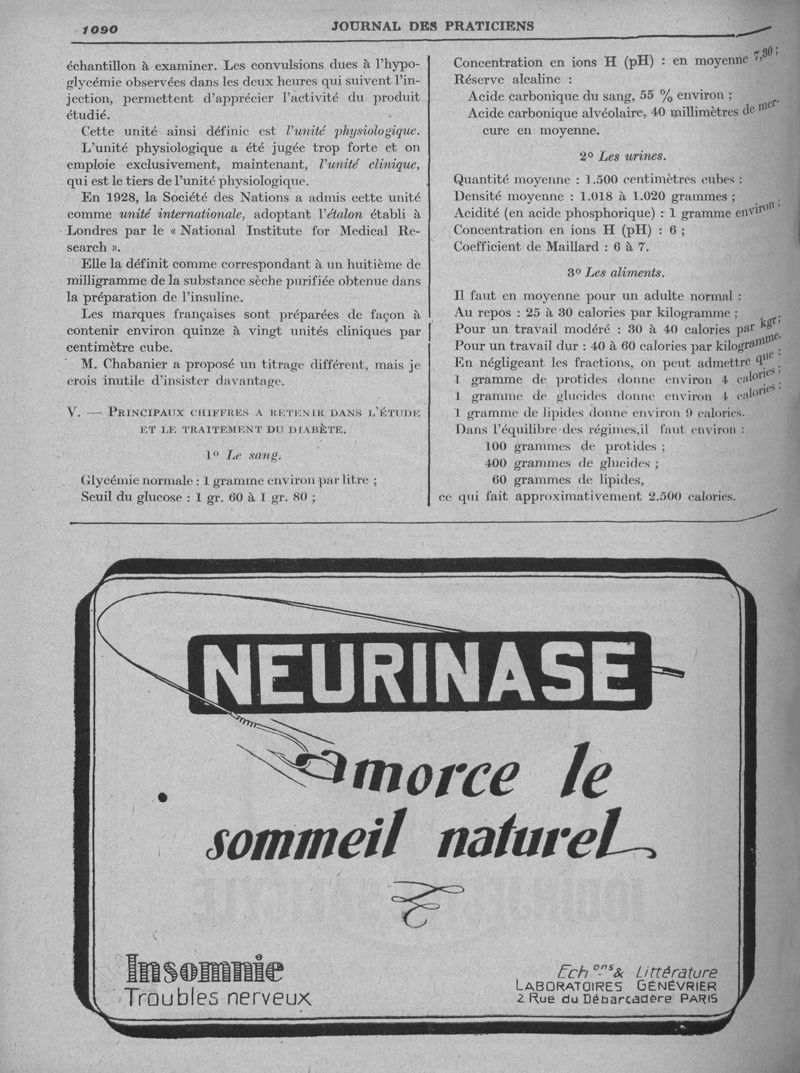 1090
JOURNAL DES PRATICIENS
échantillon à examiner. Les convulsions dues à l'hypo-
glycémie observées dans les deux heures qui suivent l'in-
jection, permettent d'apprécier l'activité du produit
étudié.
Cette unité ainsi définie est l'unité physiologique.
L'unité physiologique a été jugée trop forte et on
emploie exclusivement, maintenant, l'unité clinique,
qui est le tiers de l'unité physiologique.
En 1928, la Société des Nations a admis cette unité
comme unité internationale, adoptant l'étalon établi à
Londres par le « National Institute for Medical Re-
search ».
Elle la définit comme correspondant à un huitième de
milligramme de la substance sèche purifiée obtenue dans
la préparation de l'insuline.
Les marques françaises sont préparées de façon à
contenir environ quinze à vingt unités cliniques par
centimètre cube.
M. Chabanier a proposé un titrage différent, mais je
crois inutile d'insister davantage.
V. — PRINCIPAUX CHIFFRES A RETENIR DANS L'ÉTUDE
ET LE TRAITEMENT DU DIABÈTE.
1º Le sang.
Glycémie normale : 1 gramme environ par litre ;
Seuil du glucose : 1 gr. 60 à 1 gr. 80 ;
Concentration en ions H (pH) : en moyenne 7,30 ;
Réserve alcaline :
Acide carbonique du sang, 55 % environ ;
Acide carbonique alvéolaire, 40 millimètres de mer-
cure en moyenne.
2º Les urines.
Quantité moyenne : 1.500 centimètres cubes ;
Densité moyenne : 1.018 à 1.020 grammes ;
Acidité (en acide phosphorique) : 1 gramme environ ;
Concentration en ions H (pH) : 6 ;
Coefficient de Maillard : 6 à 7.
3º Les aliments.
Il faut en moyenne pour un adulte normal :
Au repos : 25 à 30 calories par kilogramme ;
Pour un travail modéré : 30 à 40 calories par kgr. ;
Pour un travail dur : 40 à 60 calories par kilogramme.
En négligeant les fractions, on peut admettre que :
1 gramme de protides donne environ 4 calories ;
1 gramme de glucides donne environ 4 calories ;
1 gramme de lipides donne environ 9 calories.
Dans l'équilibre des régimes,il faut environ :
100 grammes de protides ;
400 grammes de glucides ;
60 grammes de lipides,
ce qui fait approximativement 2.500 calories.
NEURINASE
amorce le
sommeil naturel
Insomnie
Troubles nerveux
Echons & Littérature
LABORATOIRES GÉNÉVRIER
2 Rue du Débarcadère PARIS